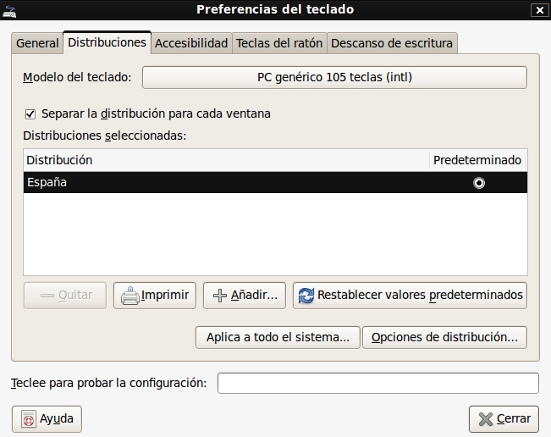 Preferencias del teclado
General Distribuciones Accesibilidad Teclas del ratón Descanso de escritura
Modelo del teclado: PC genérico 105 teclas (intl)
Separar la distribución para cada ventana
Distribuciones seleccionadas:
Distribución Predeterminado
España
Quitar Imprimir Añadir... Restablecer valores predeterminados
Aplica a todo el sistema... Opciones de distribución...
Teclee para probar la configuración:
Ayuda Cerrar